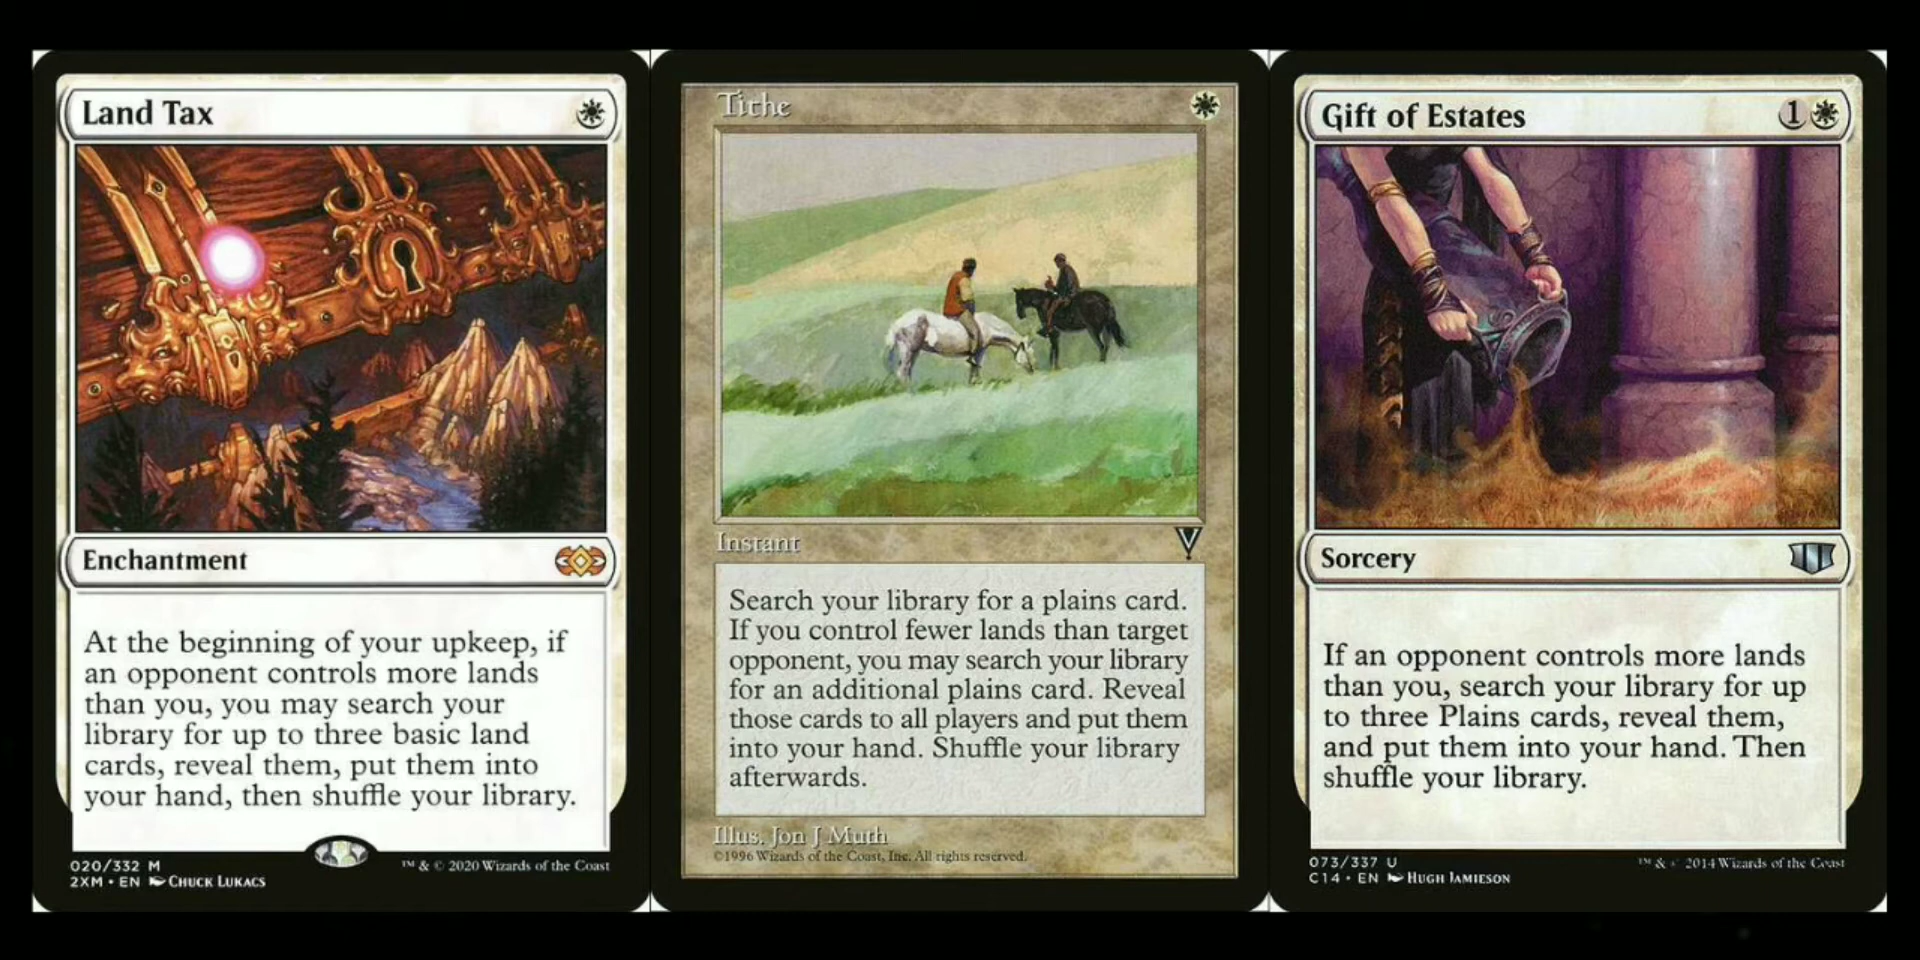 Land Tax
Enchantment
At the beginning of your upkeep, if
an opponent controls more lands
than you, you may search your
library for up to three basic land
cards, reveal them, put them into
your hand, then shuffle your library.
020/332 M
2XM • EN CHUCK LUKACS
™ & © 2020 Wizards of the Coast
Tithe
Instant
Search your library for a plains card.
If you control fewer lands than target
opponent, you may search your library
for an additional plains card. Reveal
those cards to all players and put them
into your hand. Shuffle your library
afterwards.
Illus. Jon J Muth
©1996 Wizards of the Coast, Inc. All rights reserved.
Gift of Estates
1
Sorcery
If an opponent controls more lands
than you, search your library for up
to three Plains cards, reveal them,
and put them into your hand. Then
shuffle your library.
073/337 U
C14 • EN HUGH JAMIESON
™ & © 2014 Wizards of the Coast